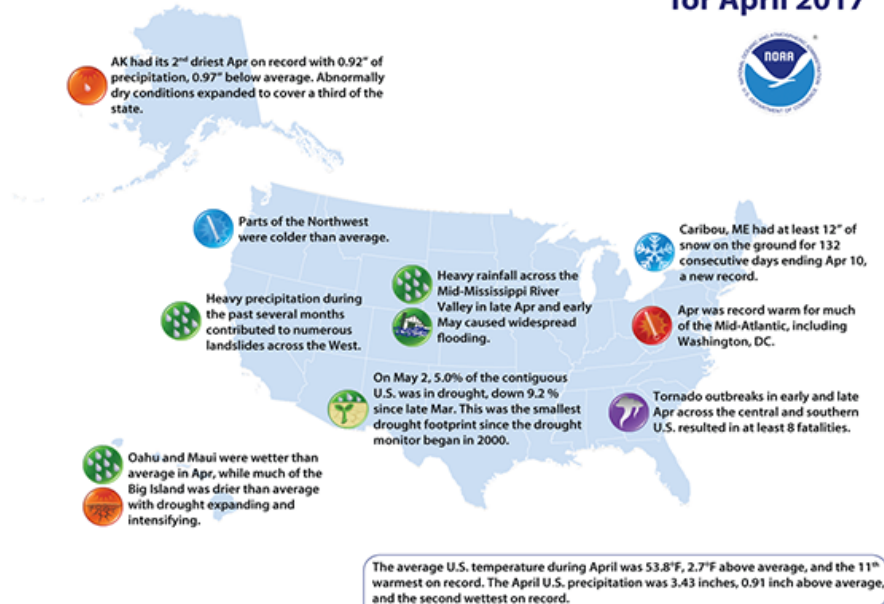 for April 2017
NOAA
NATIONAL OCEANIC AND ATMOSPHERIC ADMINISTRATION
U.S. DEPARTMENT OF COMMERCE
AK had its 2nd driest Apr on record with 0.92" of
precipitation, 0.97" below average. Abnormally
dry conditions expanded to cover a third of the
state.
Parts of the Northwest
were colder than average.
Caribou, ME had at least 12" of
snow on the ground for 132
consecutive days ending Apr 10,
a new record.
Heavy rainfall across the
Mid-Mississippi River
Valley in late Apr and early
May caused widespread
flooding.
Heavy precipitation during
the past several months
contributed to numerous
landslides across the West.
Apr was record warm for much
of the Mid-Atlantic, including
Washington, DC.
On May 2, 5.0% of the contiguous
U.S. was in drought, down 9.2 %
since late Mar. This was the smallest
drought footprint since the drought
monitor began in 2000.
Tornado outbreaks in early and late
Apr across the central and southern
U.S. resulted in at least 8 fatalities.
Oahu and Maui were wetter than
average in Apr, while much of the
Big Island was drier than average
with drought expanding and
intensifying.
The average U.S. temperature during April was 53.8°F, 2.7°F above average, and the 11th
warmest on record. The April U.S. precipitation was 3.43 inches, 0.91 inch above average,
and the second wettest on record.